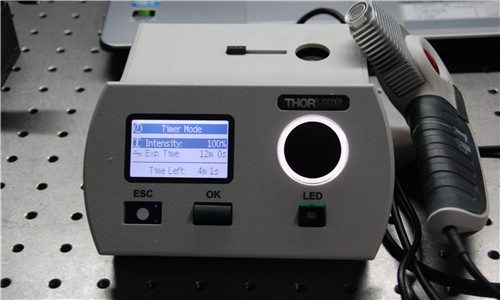 THORLABS
Timer Mode
Intensity: 100%
Exp. Time: 12m 0s
Time Left: 4m 1s
ESC
OK
LED